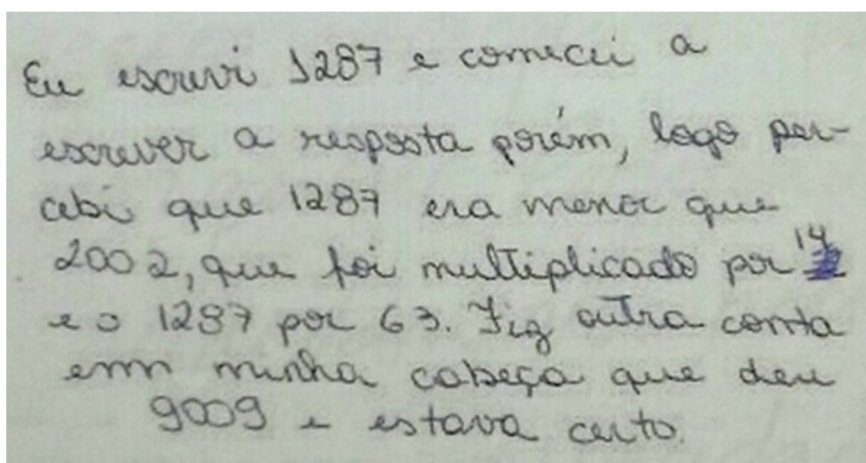 Eu escrevi 1287 e comecei a
escrever a resposta porém, logo per-
cebi que 1287 era menor que
2002, que foi multiplicado por 14
e o 1287 por 63. Fiz outra conta
em minha cabeça que deu
9009 e estava certo.